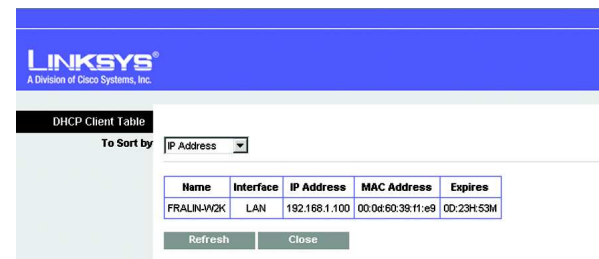 LINKSYS®
A Division of Cisco Systems, Inc.
DHCP Client Table
To Sort by IP Address
Name Interface IP Address MAC Address Expires
FRALIN-W2K LAN 192.168.1.100 00:0d:60:39:f1:e9 0D:23H:53M
Refresh Close